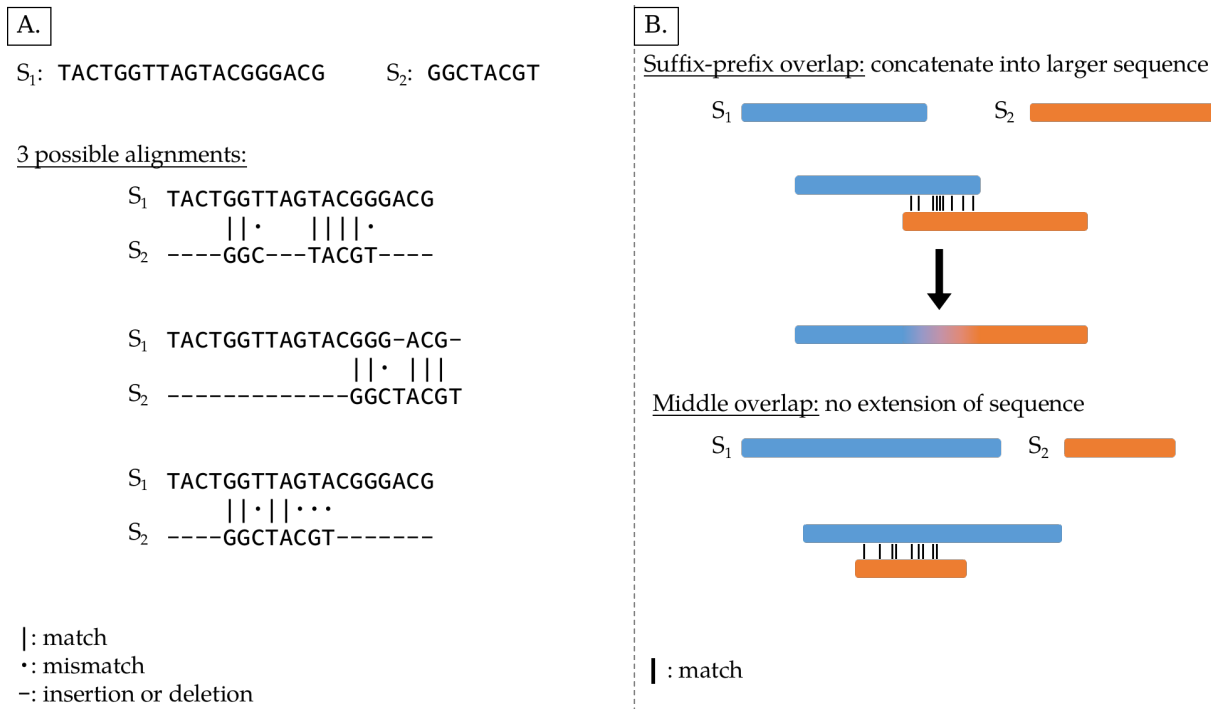 A.
S₁: TACTGGTTAGTACGGGACG S₂: GGCTACGT
3 possible alignments:
S₁ TACTGGTTAGTACGGGACG
||· ||||·
S₂ ----GGC---TACGT----
S₁ TACTGGTTAGTACGGG-ACG-
||· |||
S₂ -------------GGCTACGT
S₁ TACTGGTTAGTACGGGACG
||·||···
S₂ ----GGCTACGT-------
|: match
·: mismatch
-: insertion or deletion
B.
Suffix-prefix overlap: concatenate into larger sequence
S₁ S₂
Middle overlap: no extension of sequence
S₁ S₂
| : match